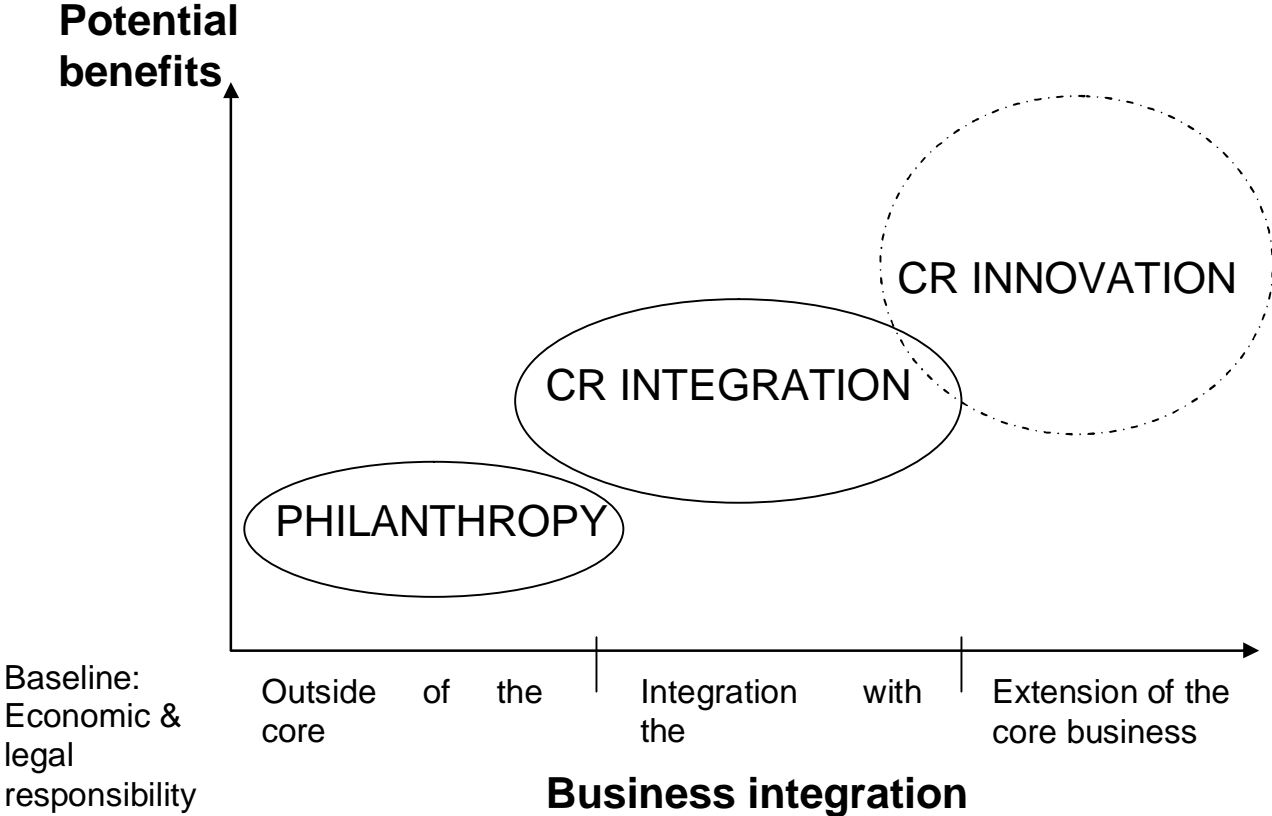 Potential
benefits
CR INNOVATION
CR INTEGRATION
PHILANTHROPY
Baseline:
Economic &
legal
responsibility
Outside of the
core
Integration with
the
Extension of the
core business
Business integration